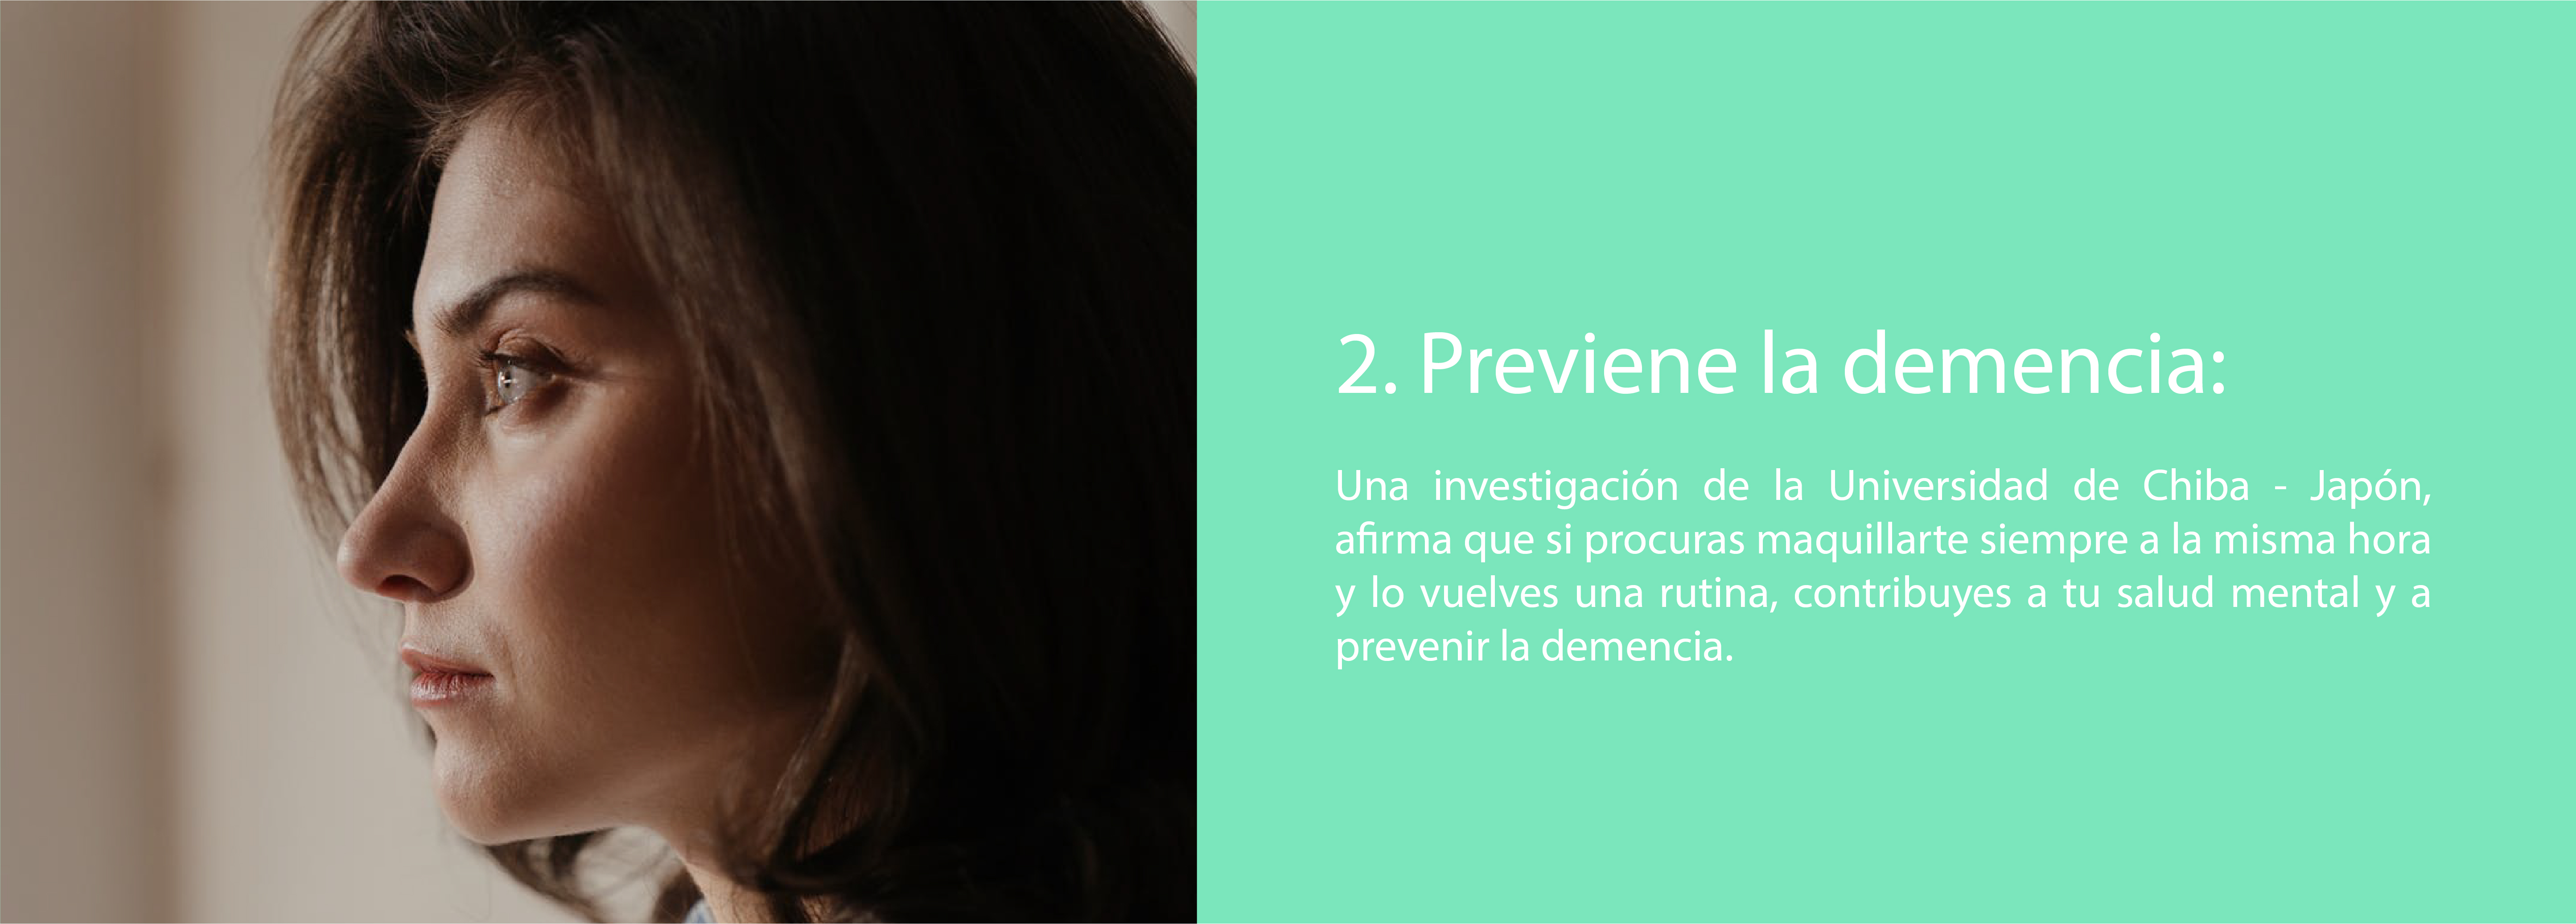 2. Previene la demencia:
Una investigación de la Universidad de Chiba - Japón,
afirma que si procuras maquillarte siempre a la misma hora
y lo vuelves una rutina, contribuyes a tu salud mental y a
prevenir la demencia.